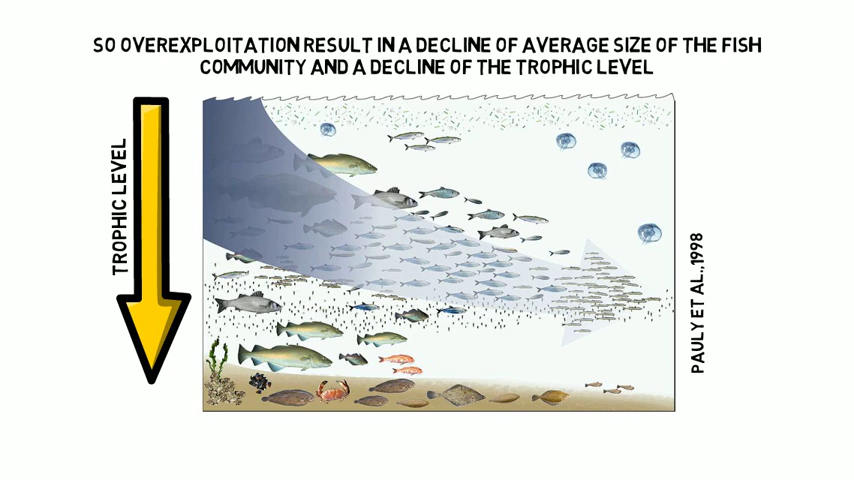 SO OVEREXPLOITATION RESULT IN A DECLINE OF AVERAGE SIZE OF THE FISH
COMMUNITY AND A DECLINE OF THE TROPHIC LEVEL
TROPHIC LEVEL
PAULY ET AL.,1998